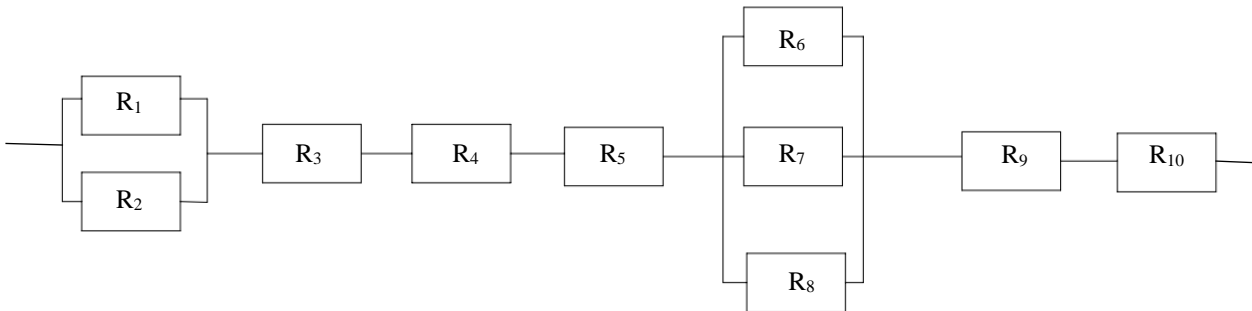 R₁
R₂
R₃
R₄
R₅
R₆
R₇
R₈
R₉
R₁₀